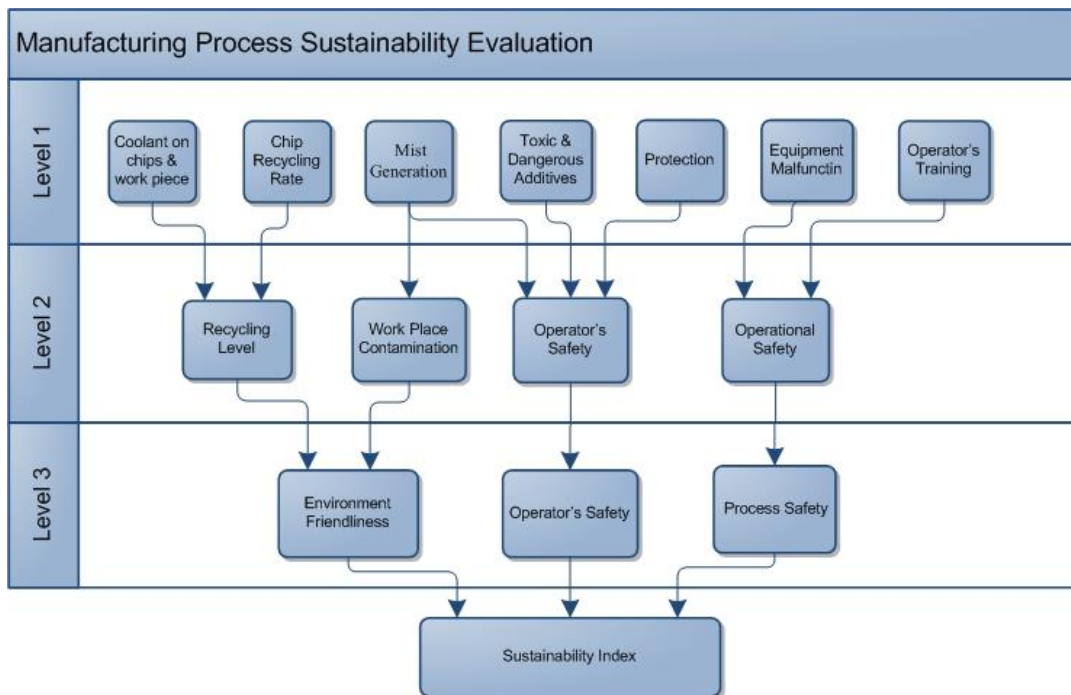 Manufacturing Process Sustainability Evaluation
Level 1
Coolant on
chips &
work piece
Chip
Recycling
Rate
Mist
Generation
Toxic &
Dangerous
Additives
Protection
Equipment
Malfunctin
Operator's
Training
Level 2
Recycling
Level
Work Place
Contamination
Operator's
Safety
Operational
Safety
Level 3
Environment
Friendliness
Operator's Safety
Process Safety
Sustainability Index